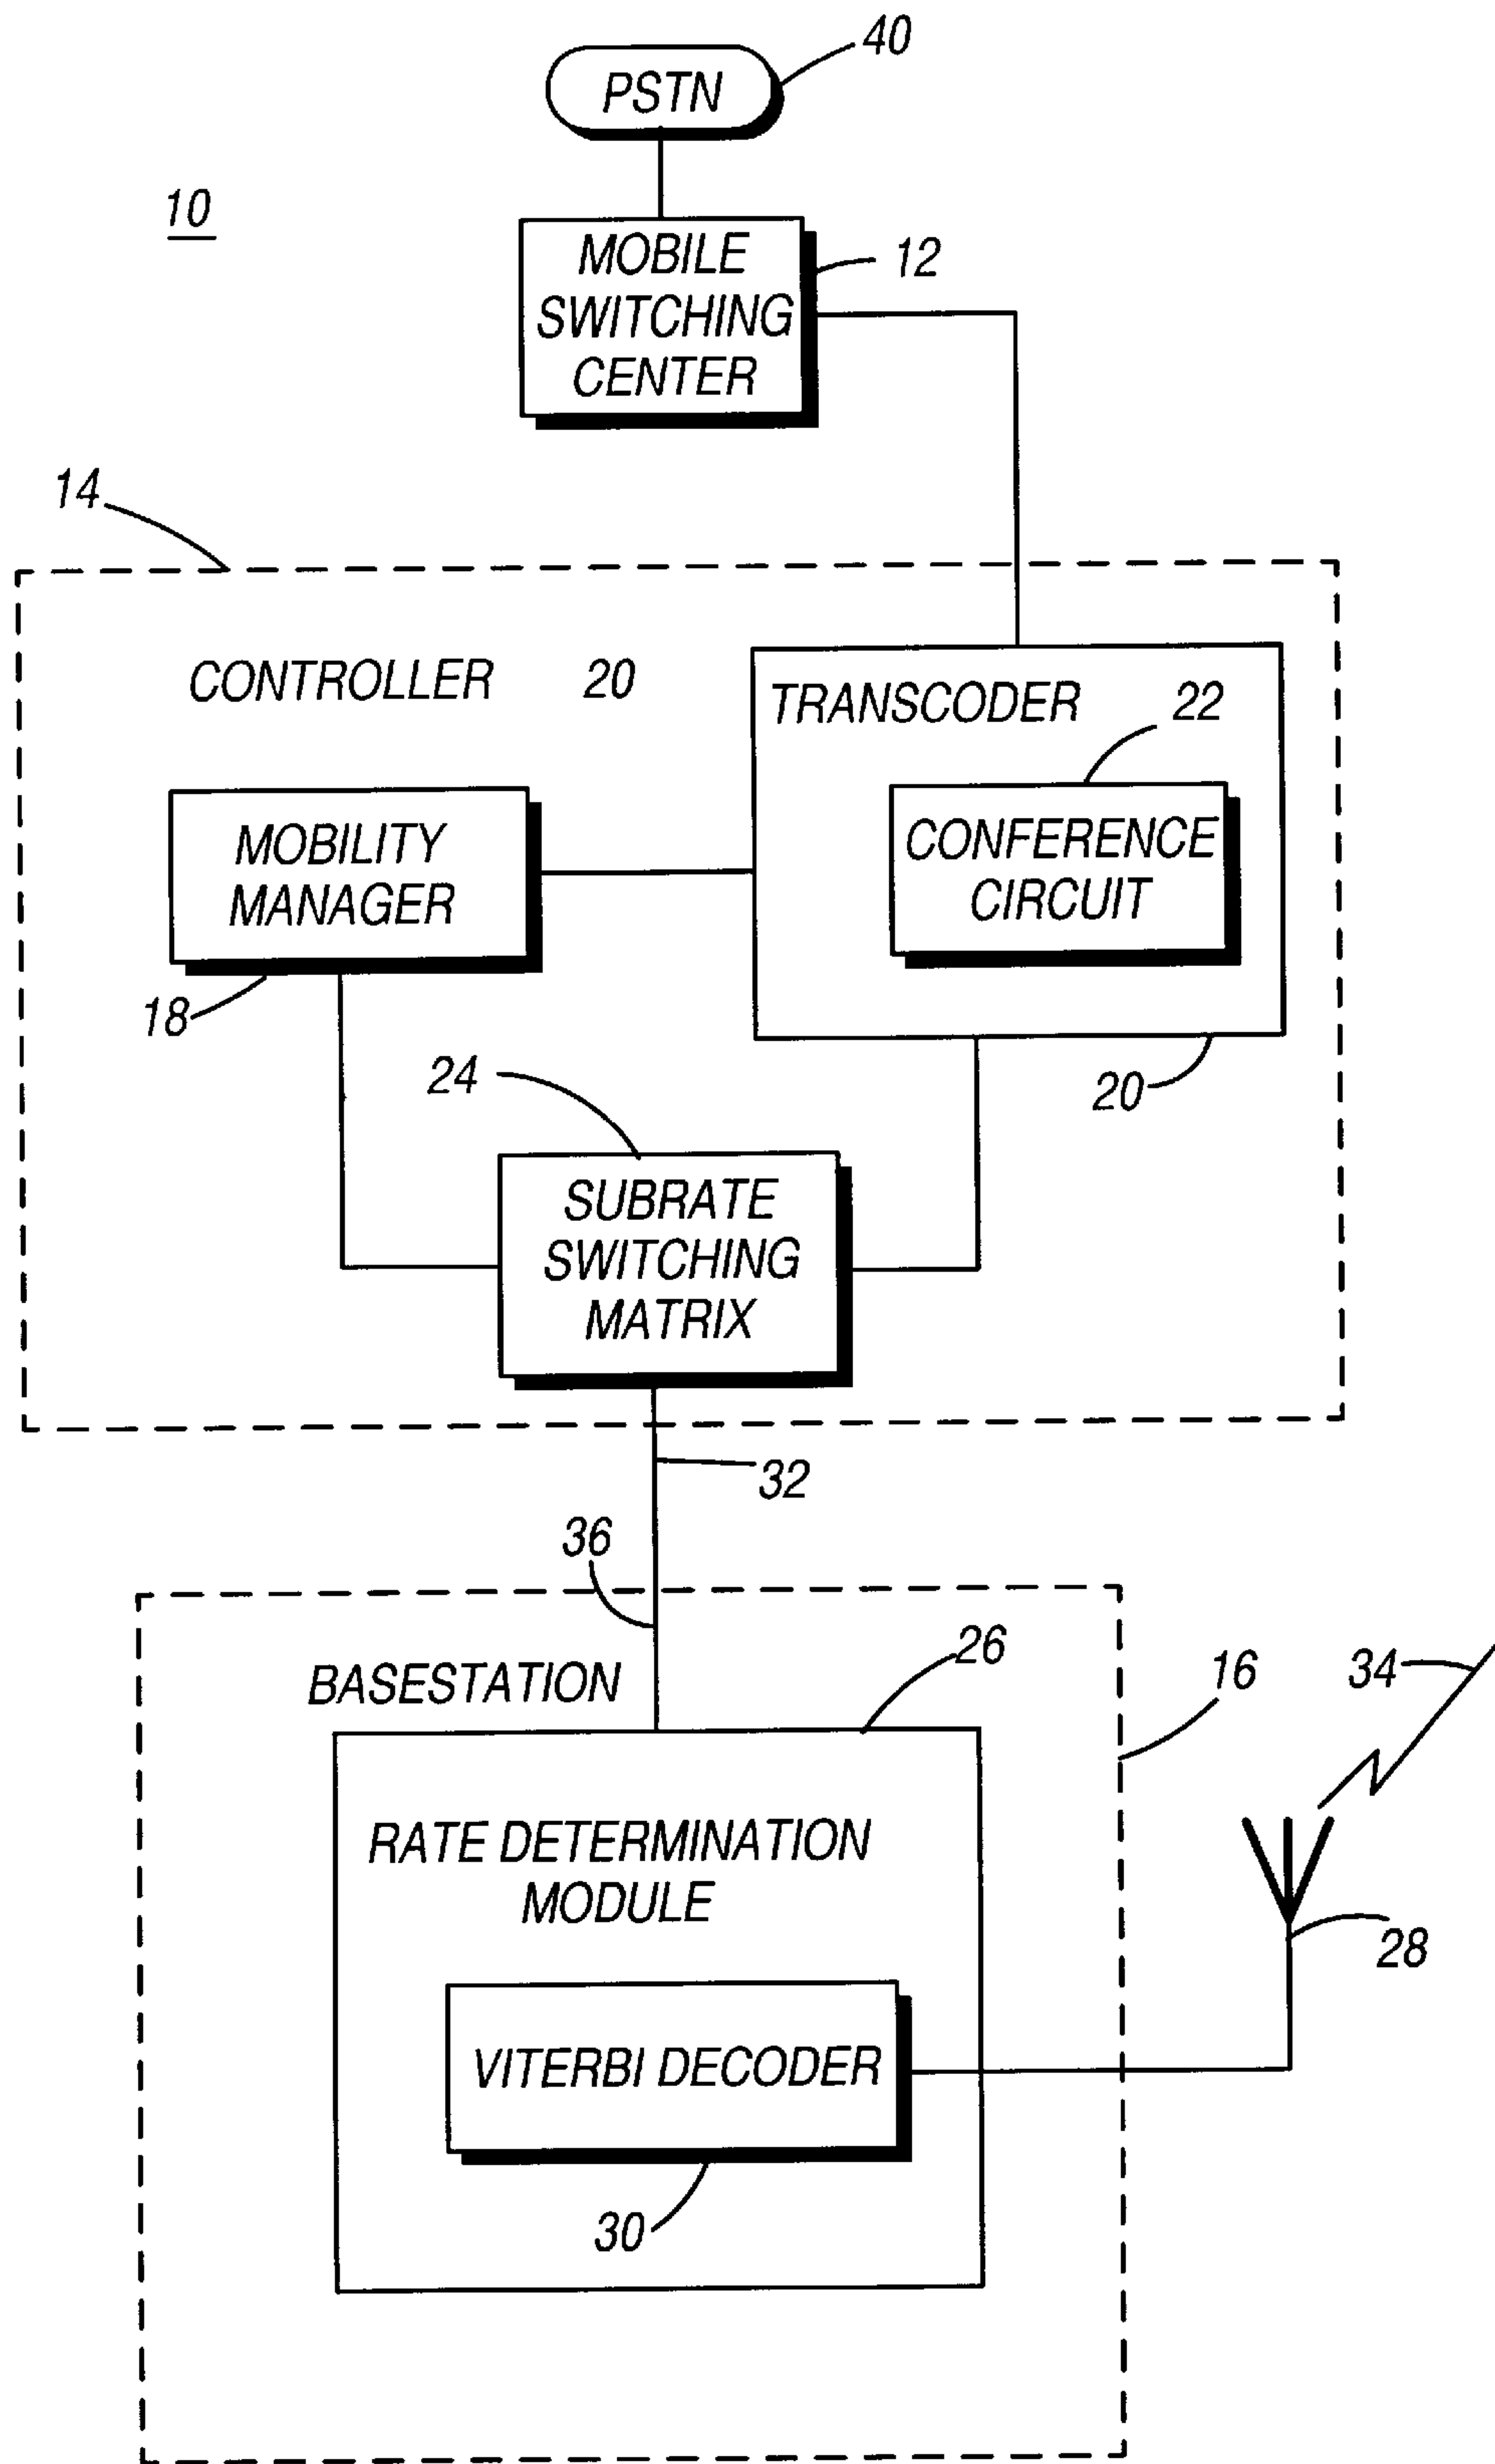 40
PSTN
10
MOBILE
SWITCHING
CENTER
12
14
CONTROLLER 20
TRANSCODER
22
CONFERENCE
CIRCUIT
MOBILITY
MANAGER
18
20
24
SUBRATE
SWITCHING
MATRIX
32
36
BASESTATION
26
16
34
RATE DETERMINATION
MODULE
28
VITERBI DECODER
30